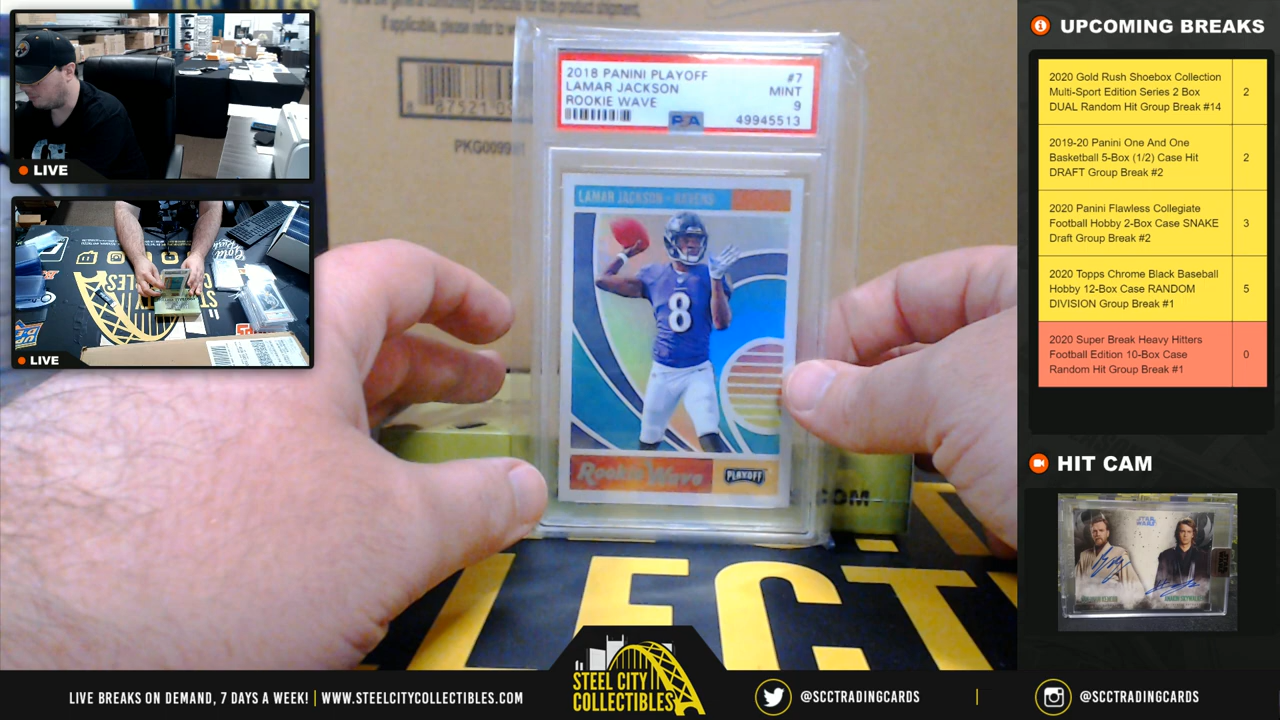 LIVE
LIVE
2018 PANINI PLAYOFF #7
LAMAR JACKSON MINT
ROOKIE WAVE 9
PSA 49945513
LAMAR JACKSON - RAVENS
8
Rookie Wave
PLAYOFF
COM
LECT
UPCOMING BREAKS
2020 Gold Rush Shoebox Collection
Multi-Sport Edition Series 2 Box
DUAL Random Hit Group Break #14
2
2019-20 Panini One And One
Basketball 5-Box (1/2) Case Hit
DRAFT Group Break #2
2
2020 Panini Flawless Collegiate
Football Hobby 2-Box Case SNAKE
Draft Group Break #2
3
2020 Topps Chrome Black Baseball
Hobby 12-Box Case RANDOM
DIVISION Group Break #1
5
2020 Super Break Heavy Hitters
Football Edition 10-Box Case
Random Hit Group Break #1
0
HIT CAM
STAR WARS
LIVE BREAKS ON DEMAND, 7 DAYS A WEEK! | WWW.STEELCITYCOLLECTIBLES.COM
STEEL CITY
COLLECTIBLES
@SCCTRADINGCARDS
@SCCTRADINGCARDS